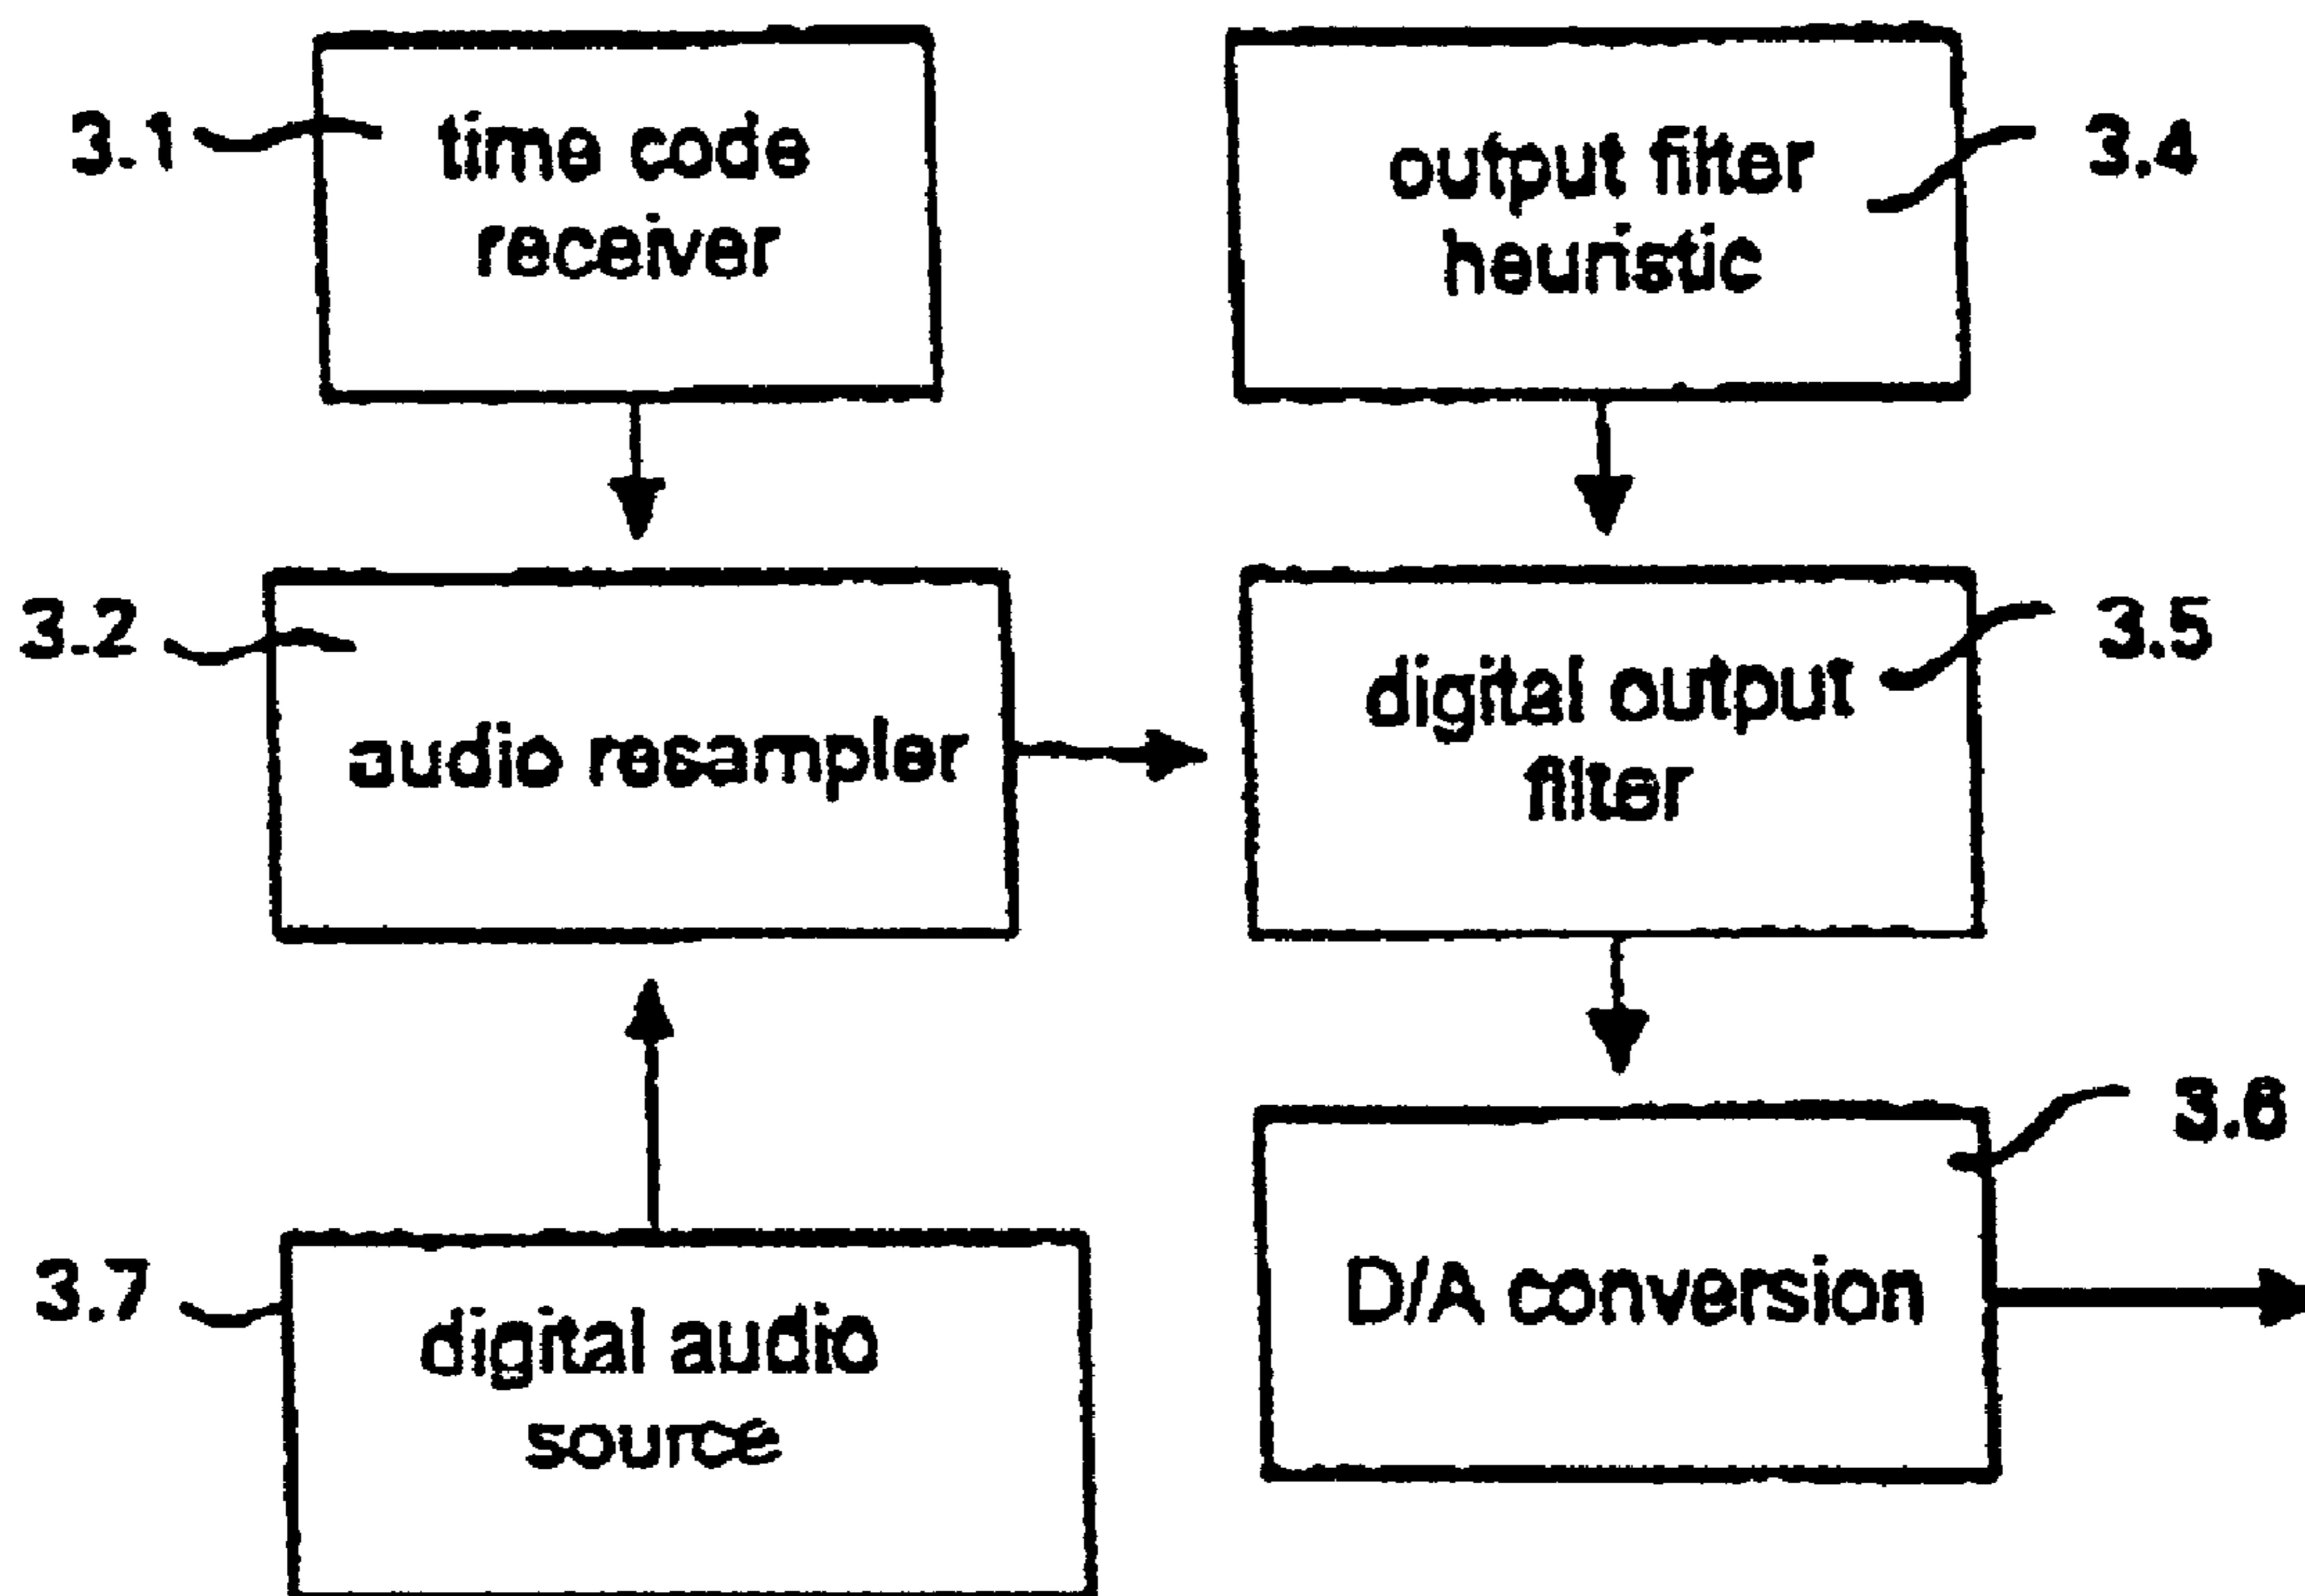 3.1
time code
receiver
output filter
heuristic
3.4
3.2
audio resampler
digital output
filter
3.5
3.6
D/A conversion
3.7
digital audio
source